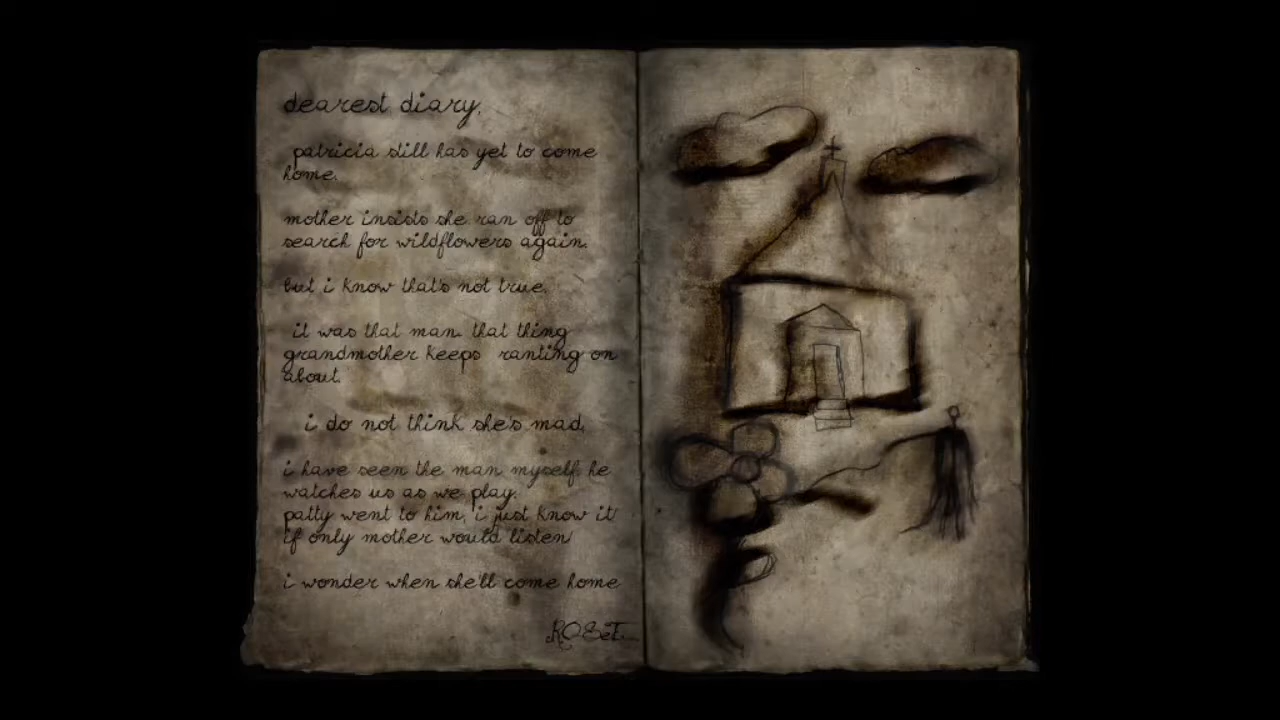 dearest diary,
patricia still has yet to come
home.
mother insists she ran off to
search for wildflowers again.
but i know that's not true.
it was that man. that thing
grandmother keeps ranting on
about.
i do not think she's mad.
i have seen the man myself. he
watches us as we play.
patty went to him, i just know it
if only mother would listen!
i wonder when she'll come home